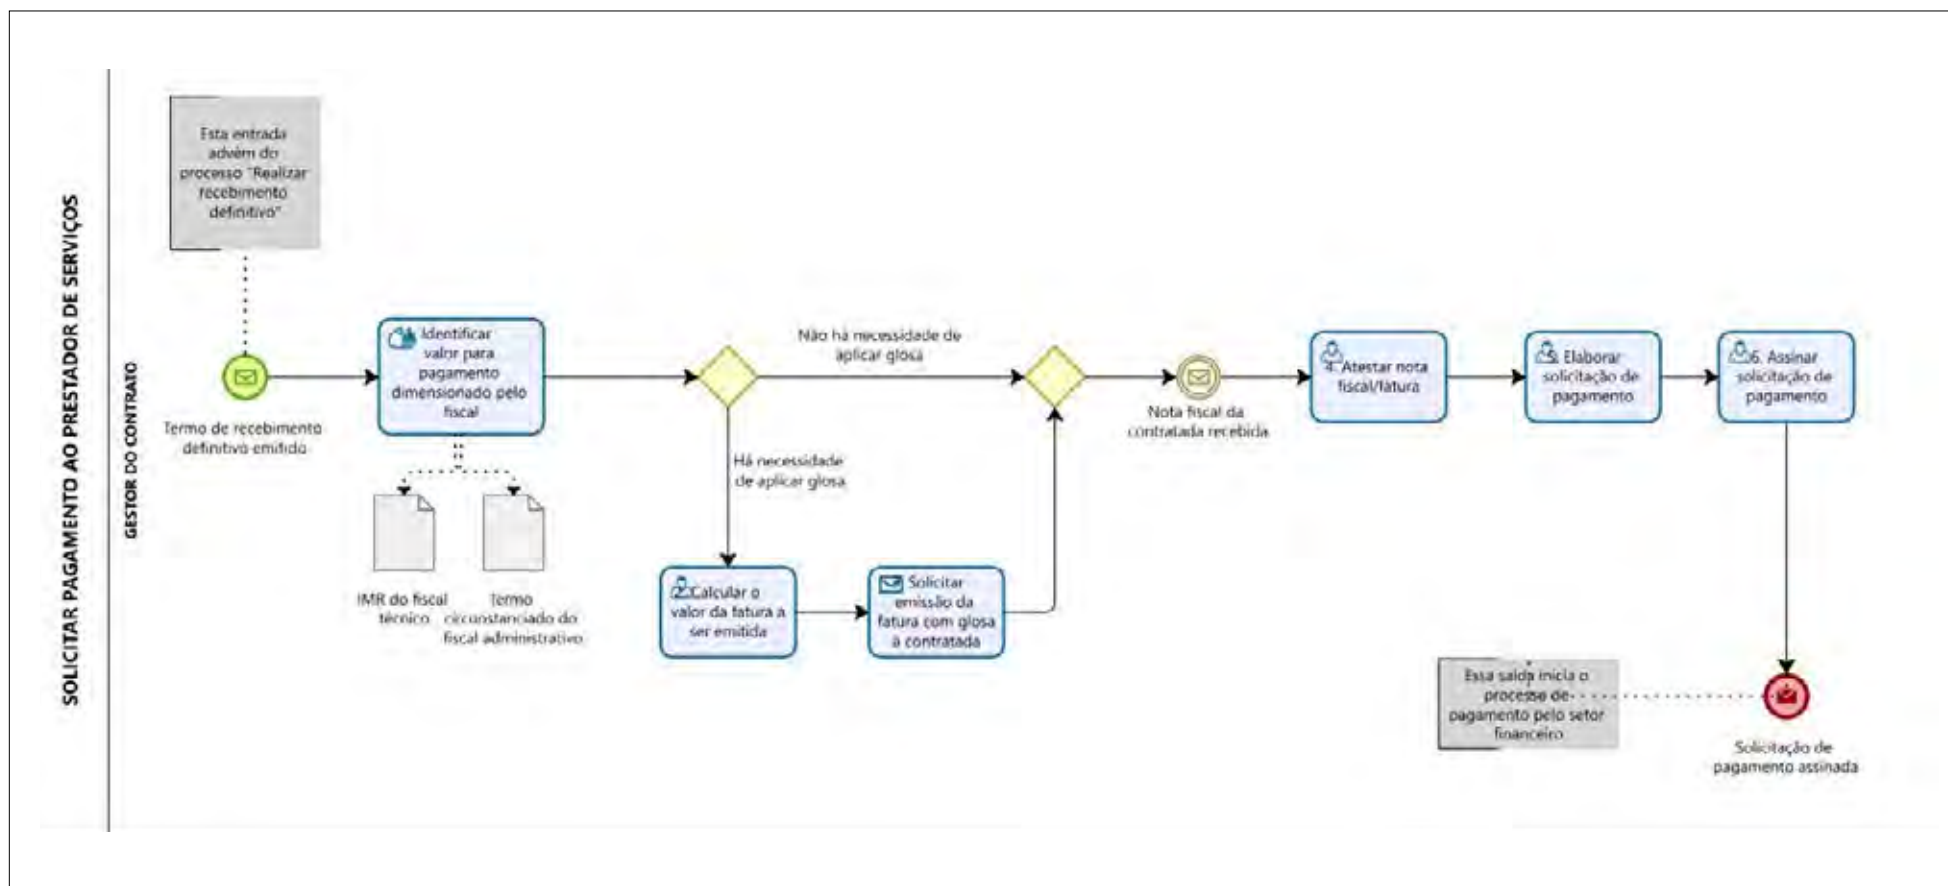 SOLICITAR PAGAMENTO AO PRESTADOR DE SERVIÇOS
GESTOR DO CONTRATO
Esta entrada
advém do
processo "Realizar
recebimento
definitivo"
Termo de recebimento
definitivo emitido
Identificar
valor para
pagamento
dimensionado pelo
fiscal
IMR do fiscal
técnico
Termo
circunstanciado do
fiscal administrativo
Não há necessidade de
aplicar glosa
Há necessidade
de aplicar glosa
2. Calcular o
valor da fatura a
ser emitida
Solicitar
emissão da
fatura com glosa
à contratada
Nota fiscal da
contratada recebida
4. Atestar nota
fiscal/fatura
5. Elaborar
solicitação de
pagamento
6. Assinar
solicitação de
pagamento
Essa saída inicia o
processo de
pagamento pelo setor
financeiro
Solicitação de
pagamento assinada